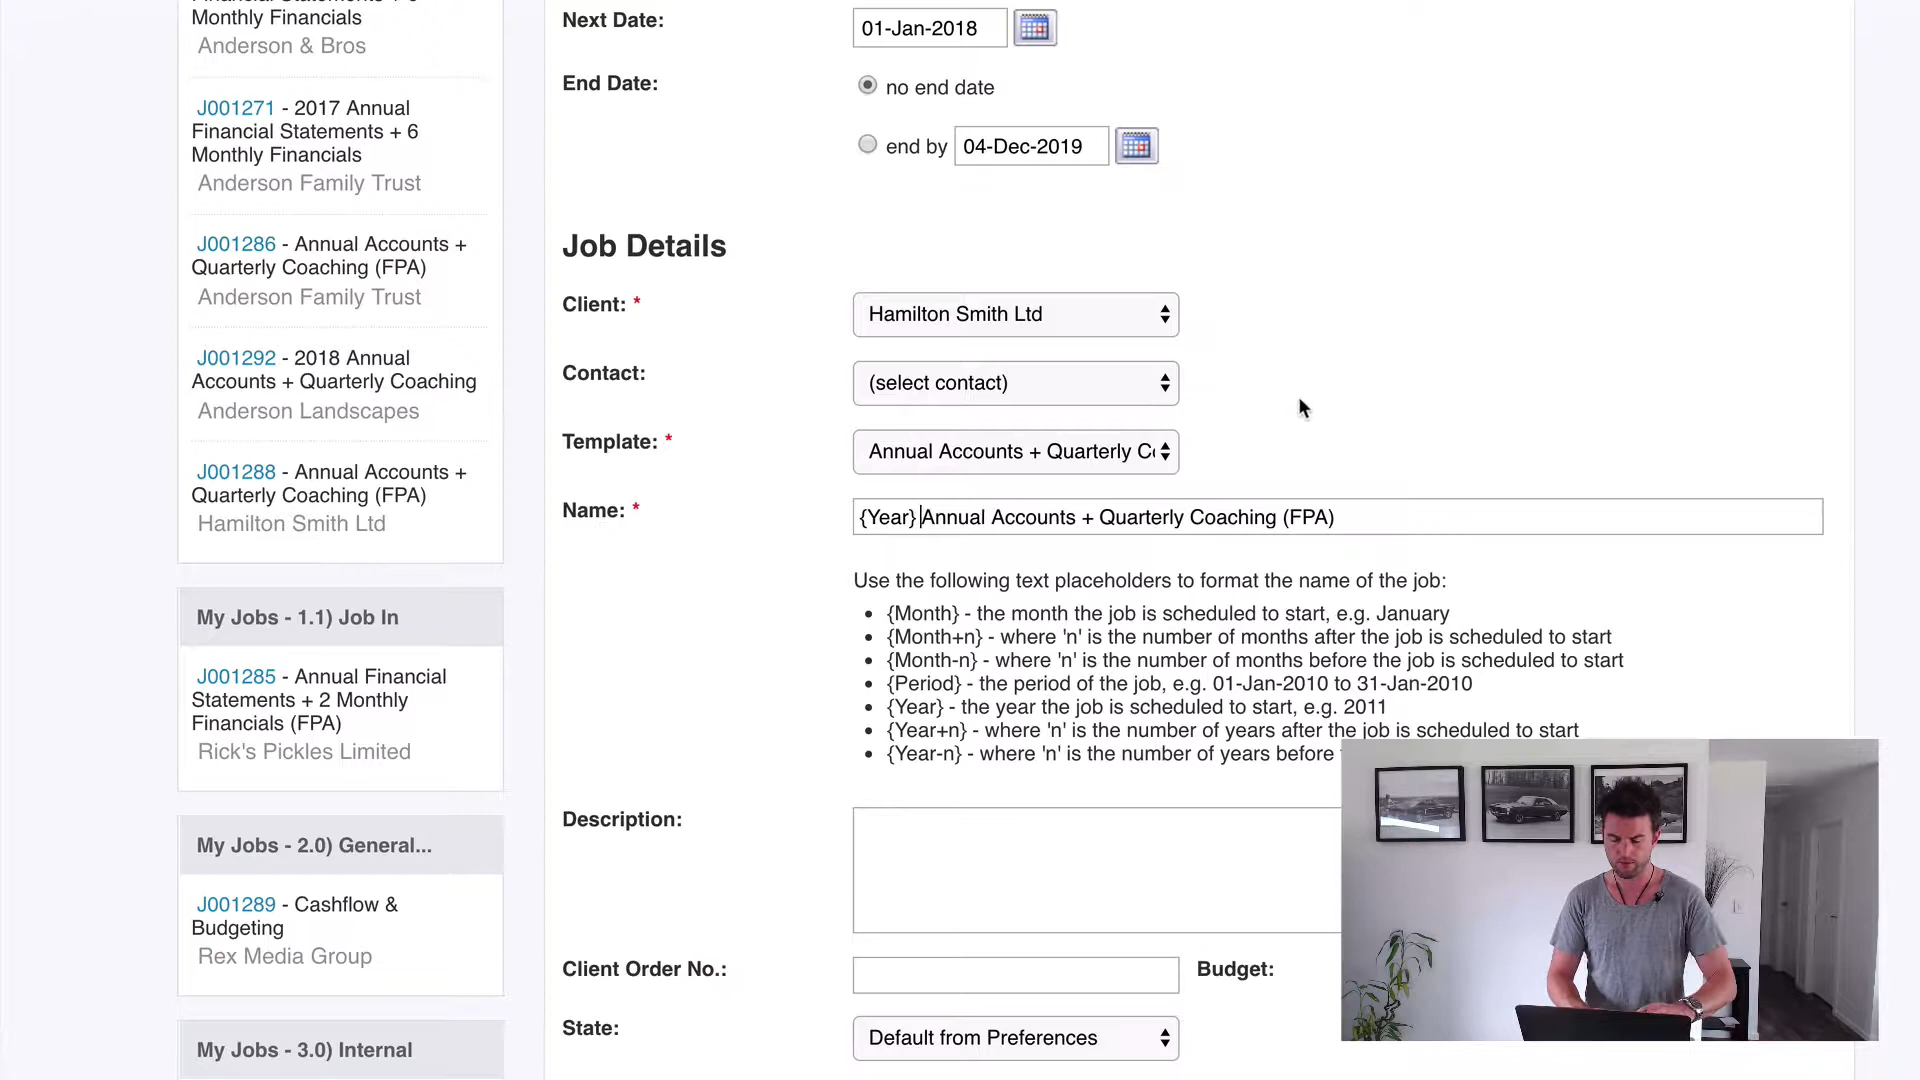 Monthly Financials
Anderson & Bros
J001271 - 2017 Annual
Financial Statements + 6
Monthly Financials
Anderson Family Trust
J001286 - Annual Accounts +
Quarterly Coaching (FPA)
Anderson Family Trust
J001292 - 2018 Annual
Accounts + Quarterly Coaching
Anderson Landscapes
J001288 - Annual Accounts +
Quarterly Coaching (FPA)
Hamilton Smith Ltd
My Jobs - 1.1) Job In
J001285 - Annual Financial
Statements + 2 Monthly
Financials (FPA)
Rick's Pickles Limited
My Jobs - 2.0) General...
J001289 - Cashflow &
Budgeting
Rex Media Group
My Jobs - 3.0) Internal
Next Date:
01-Jan-2018
End Date:
no end date
end by 04-Dec-2019
Job Details
Client: *
Hamilton Smith Ltd
Contact:
(select contact)
Template: *
Annual Accounts + Quarterly Co
Name: *
{Year} Annual Accounts + Quarterly Coaching (FPA)
Use the following text placeholders to format the name of the job:
• {Month} - the month the job is scheduled to start, e.g. January
• {Month+n} - where 'n' is the number of months after the job is scheduled to start
• {Month-n} - where 'n' is the number of months before the job is scheduled to start
• {Period} - the period of the job, e.g. 01-Jan-2010 to 31-Jan-2010
• {Year} - the year the job is scheduled to start, e.g. 2011
• {Year+n} - where 'n' is the number of years after the job is scheduled to start
• {Year-n} - where 'n' is the number of years before
Description:
Client Order No.:
Budget:
State:
Default from Preferences